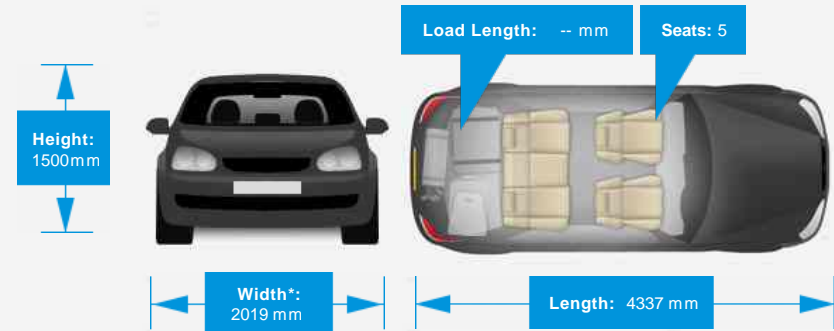 Load Length: -- mm
Seats: 5
Height:
1500mm
Width*:
2019 mm
Length: 4337 mm